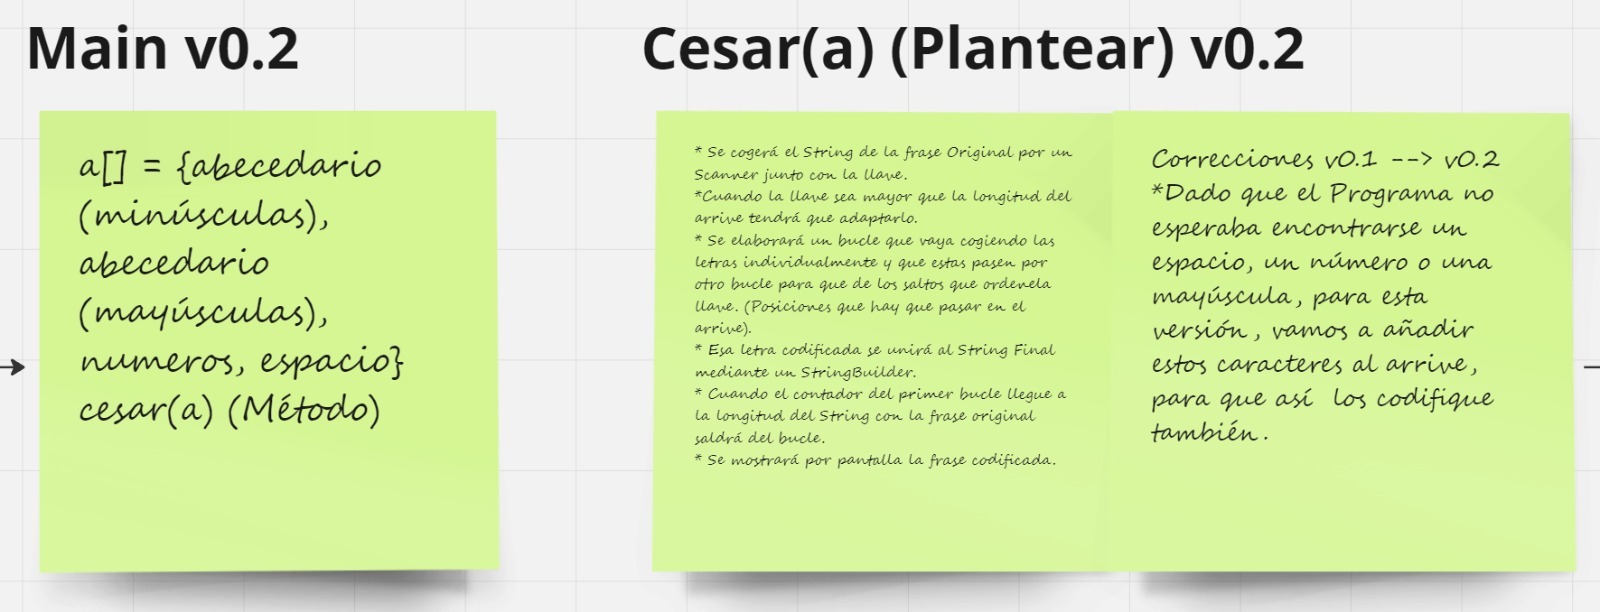 Main v0.2
Cesar(a) (Plantear) v0.2
a[] = {abecedario
(minúsculas),
abecedario
(mayúsculas),
numeros, espacio}
cesar(a) (Método)
* Se cogerá el String de la frase Original por un
Scanner junto con la llave.
*Cuando la llave sea mayor que la longitud del
arrive tendrá que adaptarlo.
* Se elaborará un bucle que vaya cogiendo las
letras individualmente y que estas pasen por
otro bucle para que de los saltos que ordenela
llave. (Posiciones que hay que pasar en el
arrive).
* Esa letra codificada se unirá al String Final
mediante un StringBuilder.
* Cuando el contador del primer bucle llegue a
la longitud del String con la frase original
saldrá del bucle.
* Se mostrará por pantalla la frase codificada.
Correcciones v0.1 --> v0.2
*Dado que el Programa no
esperaba encontrarse un
espacio, un número o una
mayúscula, para esta
versión, vamos a añadir
estos caracteres al arrive,
para que así los codifique
también.